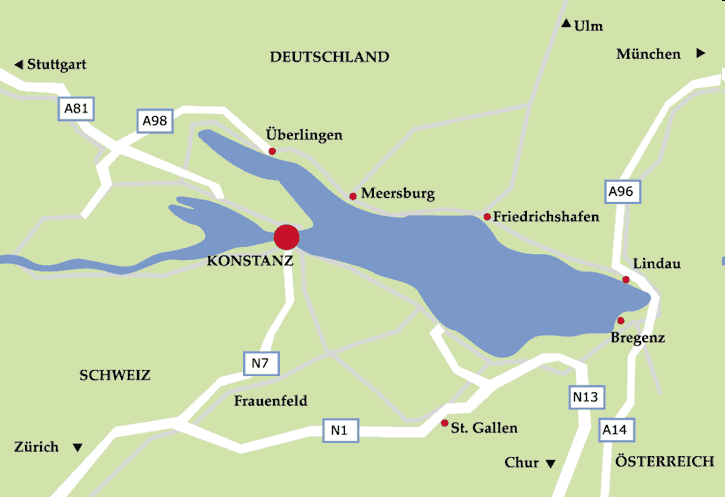 Ulm
DEUTSCHLAND
München
Stuttgart
A81
A98
Überlingen
A96
Meersburg
Friedrichshafen
KONSTANZ
Lindau
Bregenz
N7
SCHWEIZ
Frauenfeld
N13
St. Gallen
N1
A14
Zürich
Chur
ÖSTERREICH